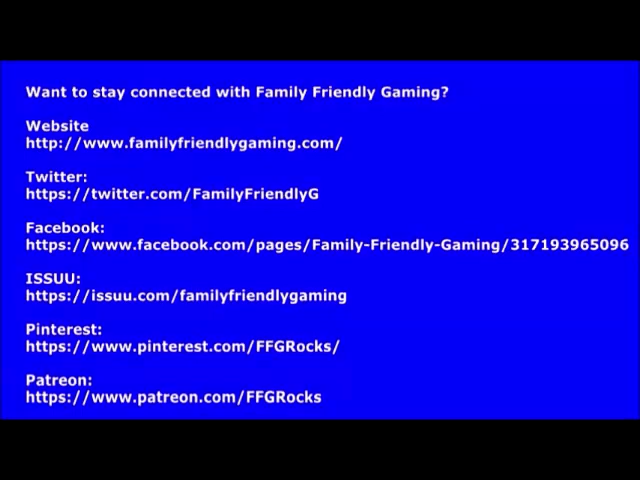 Want to stay connected with Family Friendly Gaming?
Website
http://www.familyfriendlygaming.com/
Twitter:
https://twitter.com/FamilyFriendlyG
Facebook:
https://www.facebook.com/pages/Family-Friendly-Gaming/317193965096
ISSUU:
https://issuu.com/familyfriendlygaming
Pinterest:
https://www.pinterest.com/FFGRocks/
Patreon:
https://www.patreon.com/FFGRocks